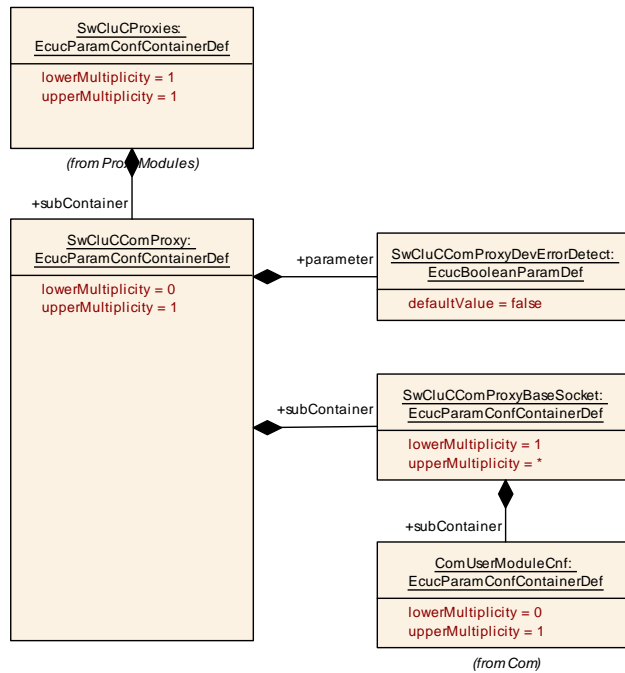 SwCluCProxies:
EcucParamConfContainerDef
lowerMultiplicity = 1
upperMultiplicity = 1
(from Modules)
+subContainer
SwCluCComProxy:
EcucParamConfContainerDef
lowerMultiplicity = 0
upperMultiplicity = 1
+parameter
SwCluCComProxyDevErrorDetect:
EcucBooleanParamDef
defaultValue = false
+subContainer
SwCluCComProxyBaseSocket:
EcucParamConfContainerDef
lowerMultiplicity = 1
upperMultiplicity = *
+subContainer
ComUserModuleCnf:
EcucParamConfContainerDef
lowerMultiplicity = 0
upperMultiplicity = 1
(from Com)